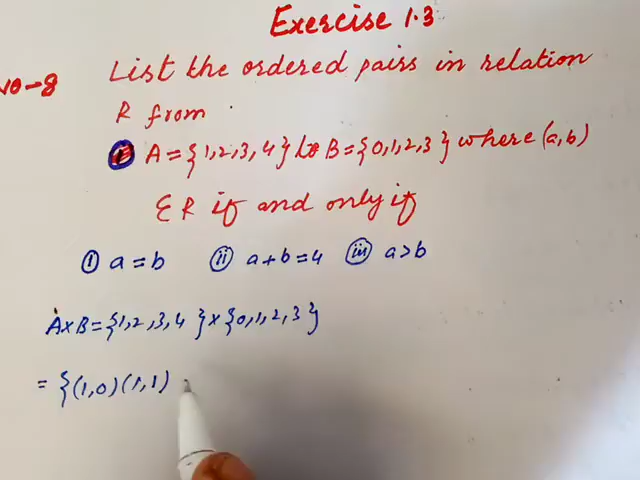 Exercise 1.3
NO-8 List the ordered pairs in relation
R from
A = {1,2,3,4} to B = {0,1,2,3} where (a,b)
ER if and only if
(i) a = b (ii) a+b=4 (iii) a>b
A×B = {1,2,3,4} × {0,1,2,3}
= {(1,0)(1,1)